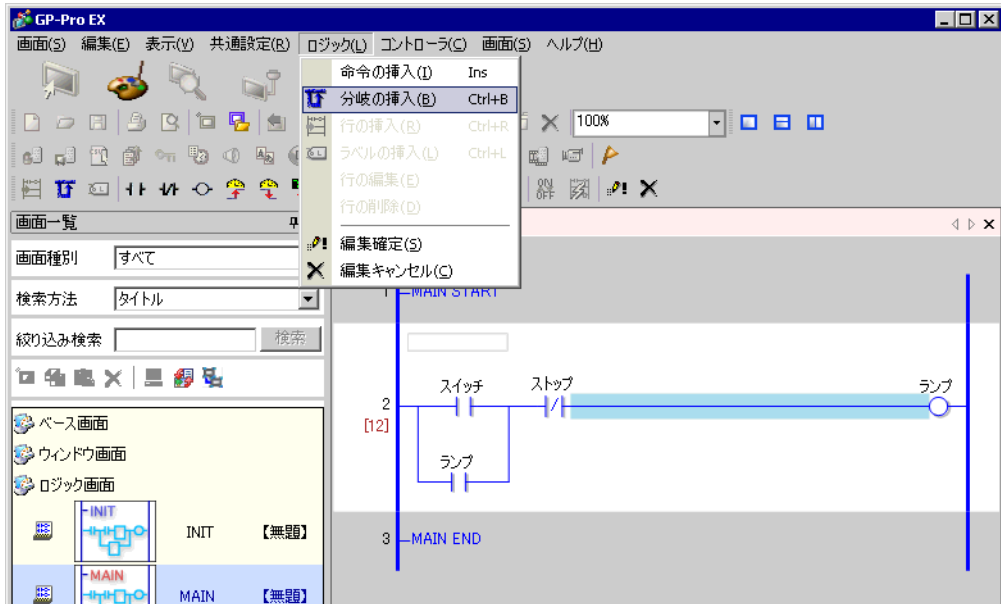 GP-Pro EX
画面(S) 編集(E) 表示(V) 共通設定(R) ロジック(L) コントローラ(C) 画面(S) ヘルプ(H)
命令の挿入(I) Ins
分岐の挿入(B) Ctrl+B
行の挿入(R) Ctrl+R
ラベルの挿入(L) Ctrl+L
行の編集(E)
行の削除(D)
編集確定(S)
編集キャンセル(C)
100%
ON
OFF
画面一覧
画面種別 すべて
検索方法 タイトル
絞り込み検索 検索
ベース画面
ウィンドウ画面
ロジック画面
INIT
INIT 【無題】
MAIN
MAIN 【無題】
1 MAIN START
スイッチ ストップ ランプ
2
[12]
ランプ
3 MAIN END